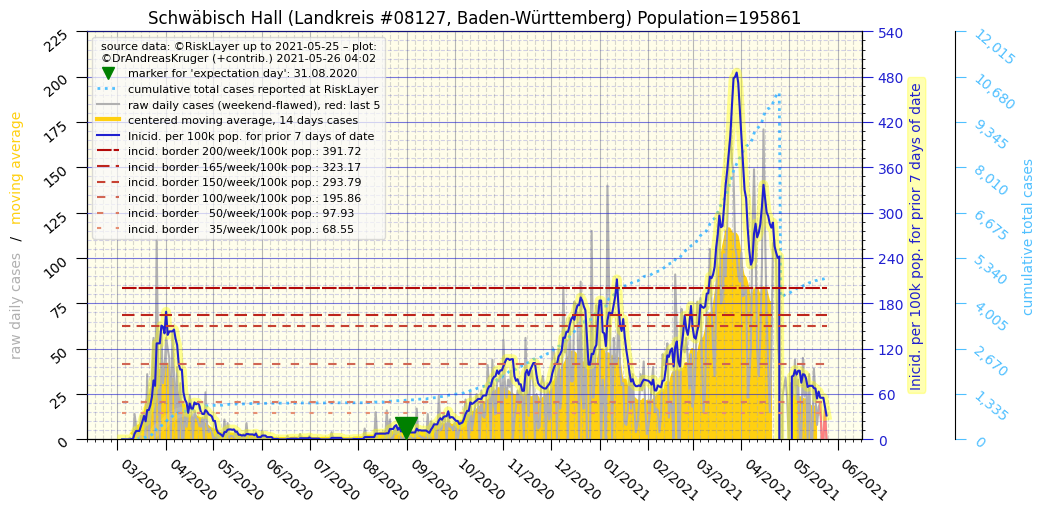 Schwäbisch Hall (Landkreis #08127, Baden-Württemberg) Population=195861
source data: ©RiskLayer up to 2021-05-25 – plot:
©DrAndreasKruger (+contrib.) 2021-05-26 04:02
marker for 'expectation day': 31.08.2020
cumulative total cases reported at RiskLayer
raw daily cases (weekend-flawed), red: last 5
centered moving average, 14 days cases
Inicid. per 100k pop. for prior 7 days of date
incid. border 200/week/100k pop.: 391.72
incid. border 165/week/100k pop.: 323.17
incid. border 150/week/100k pop.: 293.79
incid. border 100/week/100k pop.: 195.86
incid. border   50/week/100k pop.: 97.93
incid. border   35/week/100k pop.: 68.55
raw daily cases / moving average
225
200
175
150
125
100
75
50
25
0
03/2020
04/2020
05/2020
06/2020
07/2020
08/2020
09/2020
10/2020
11/2020
12/2020
01/2021
02/2021
03/2021
04/2021
05/2021
06/2021
540
480
420
360
300
240
180
120
60
0
Inicid. per 100k pop. for prior 7 days of date
12,015
10,680
9,345
8,010
6,675
5,340
4,005
2,670
1,335
0
cumulative total cases